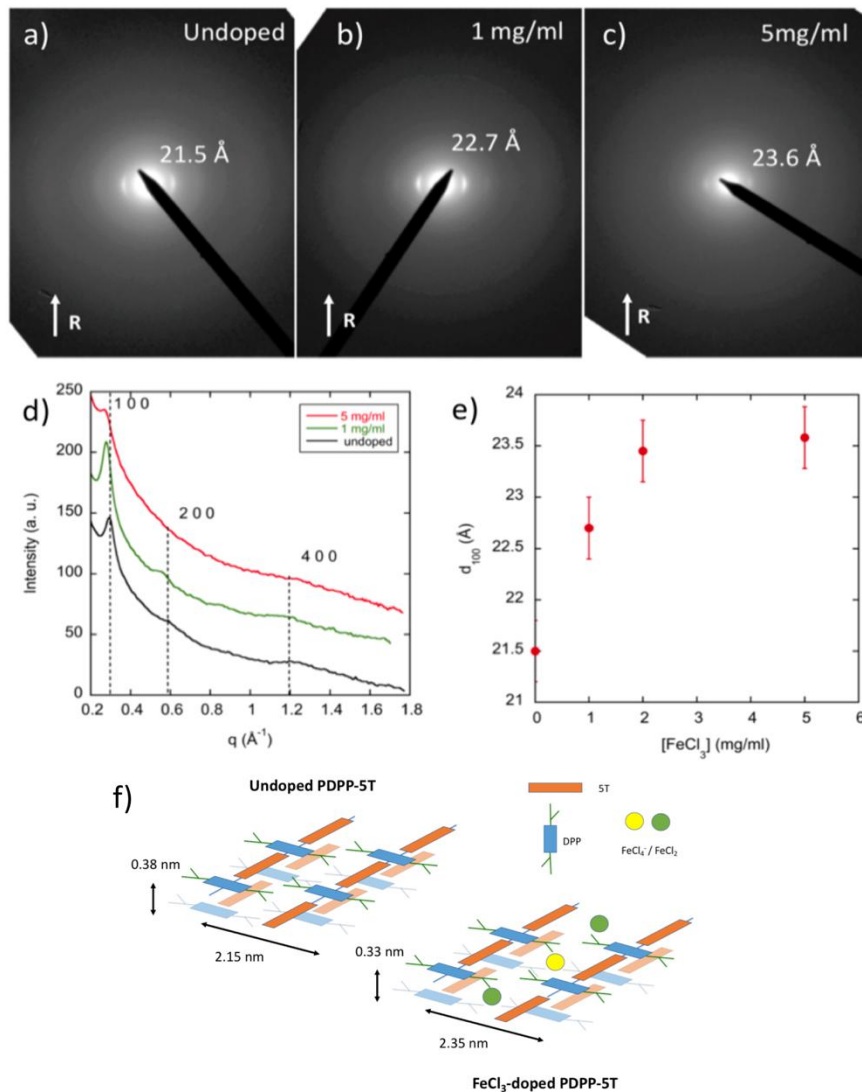 a) Undoped
21.5 Å
R
b) 1 mg/ml
22.7 Å
R
c) 5mg/ml
23.6 Å
R
d)
250
200
150
100
50
0
Intensity (a. u.)
1 0 0
2 0 0
4 0 0
5 mg/ml
1 mg/ml
undoped
0.2 0.4 0.6 0.8 1.0 1.2 1.4 1.6 1.8
q (Å⁻¹)
e)
24
23.5
23
22.5
22
21.5
21
d₁₀₀ (Å)
0 1 2 3 4 5 6
[FeCl₃] (mg/ml)
f)
Undoped PDPP-5T
0.38 nm
2.15 nm
5T
DPP
FeCl₄⁻/ FeCl₂
0.33 nm
2.35 nm
FeCl₃-doped PDPP-5T